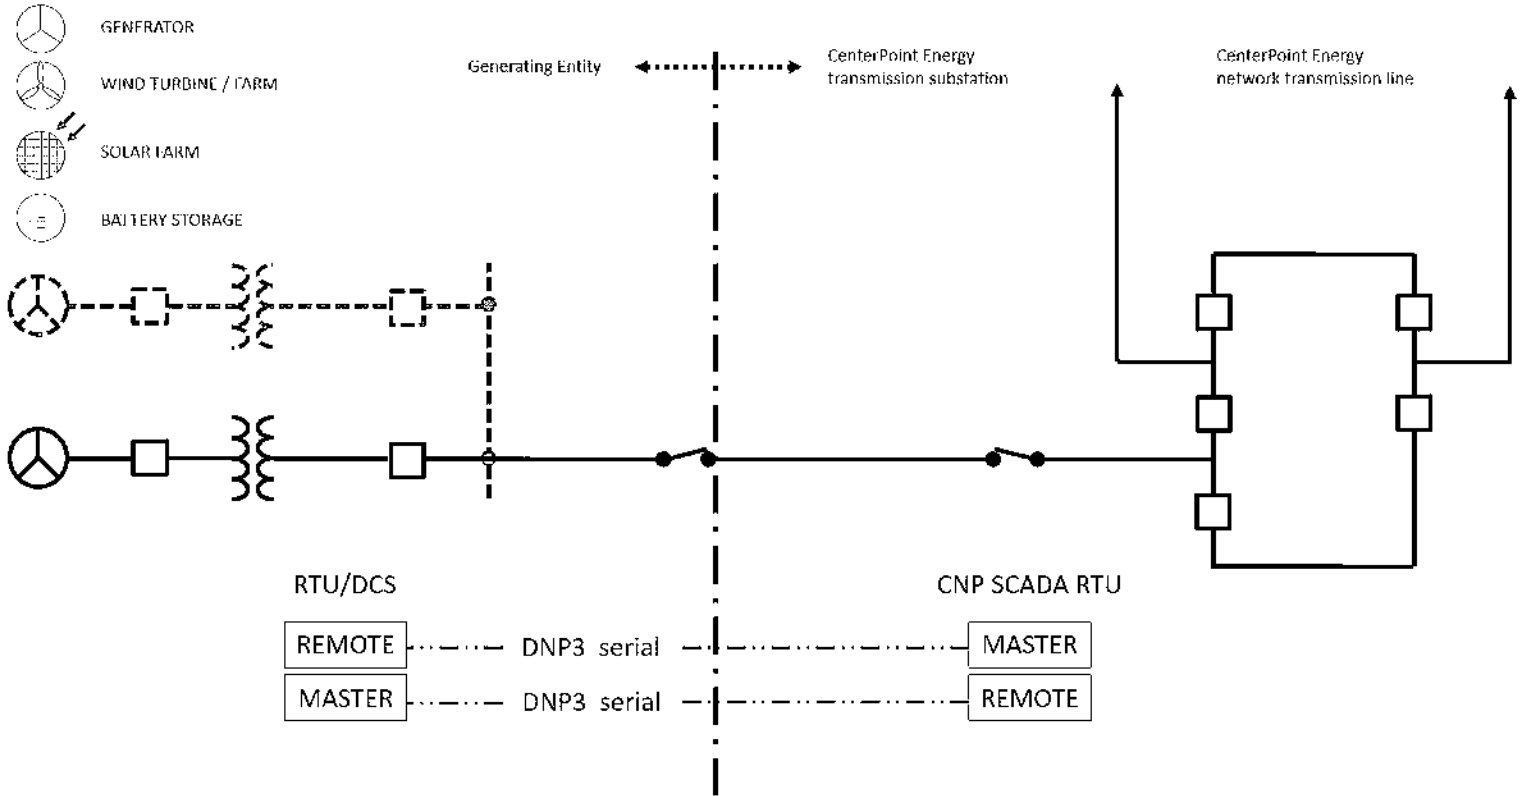 GENERATOR
WIND TURBINE / FARM
SOLAR FARM
BATTERY STORAGE
Generating Entity
CenterPoint Energy
transmission substation
CenterPoint Energy
network transmission line
RTU/DCS
CNP SCADA RTU
REMOTE
DNP3 serial
MASTER
MASTER
DNP3 serial
REMOTE